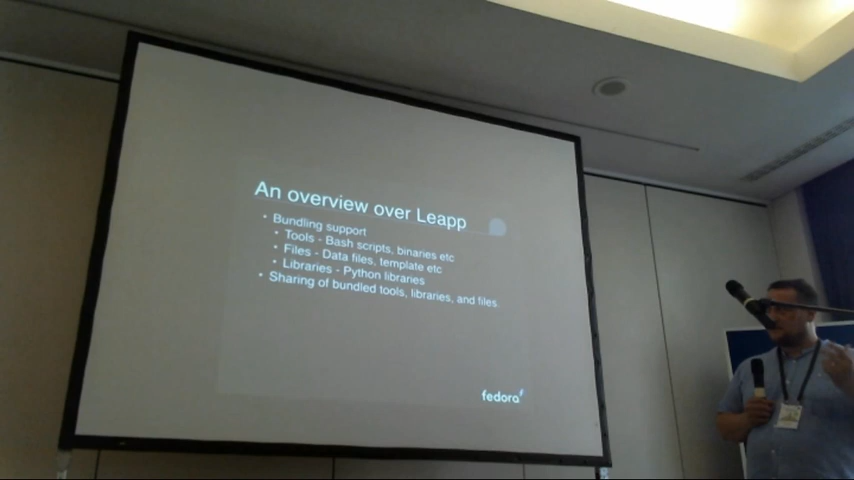 An overview over Leapp
• Bundling support
• Tools - Bash scripts, binaries etc
• Files - Data files, template etc
• Libraries - Python libraries
• Sharing of bundled tools, libraries, and files.
fedora